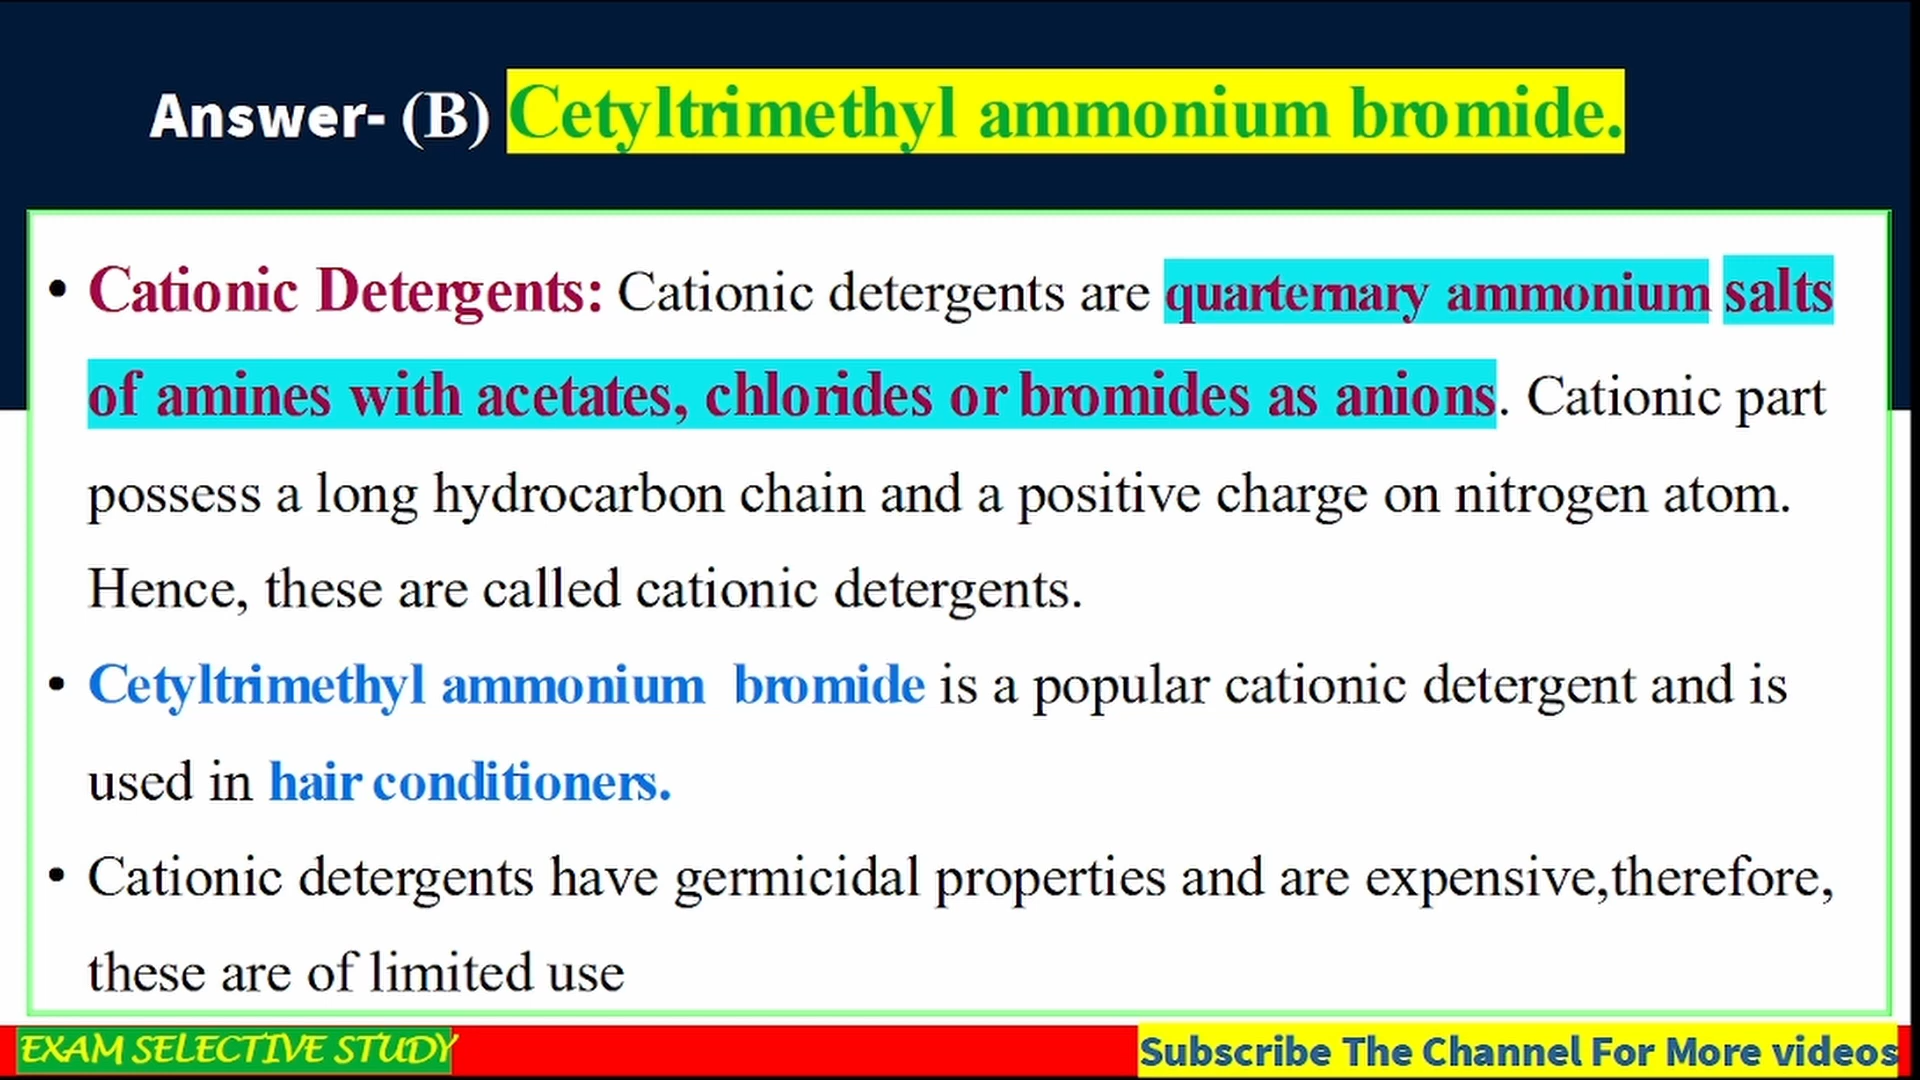 Answer- (B) Cetyltrimethyl ammonium bromide.
• Cationic Detergents: Cationic detergents are quarternary ammonium salts
of amines with acetates, chlorides or bromides as anions. Cationic part
possess a long hydrocarbon chain and a positive charge on nitrogen atom.
Hence, these are called cationic detergents.
• Cetyltrimethyl ammonium bromide is a popular cationic detergent and is
used in hair conditioners.
• Cationic detergents have germicidal properties and are expensive,therefore,
these are of limited use
EXAM SELECTIVE STUDY
Subscribe The Channel For More videos